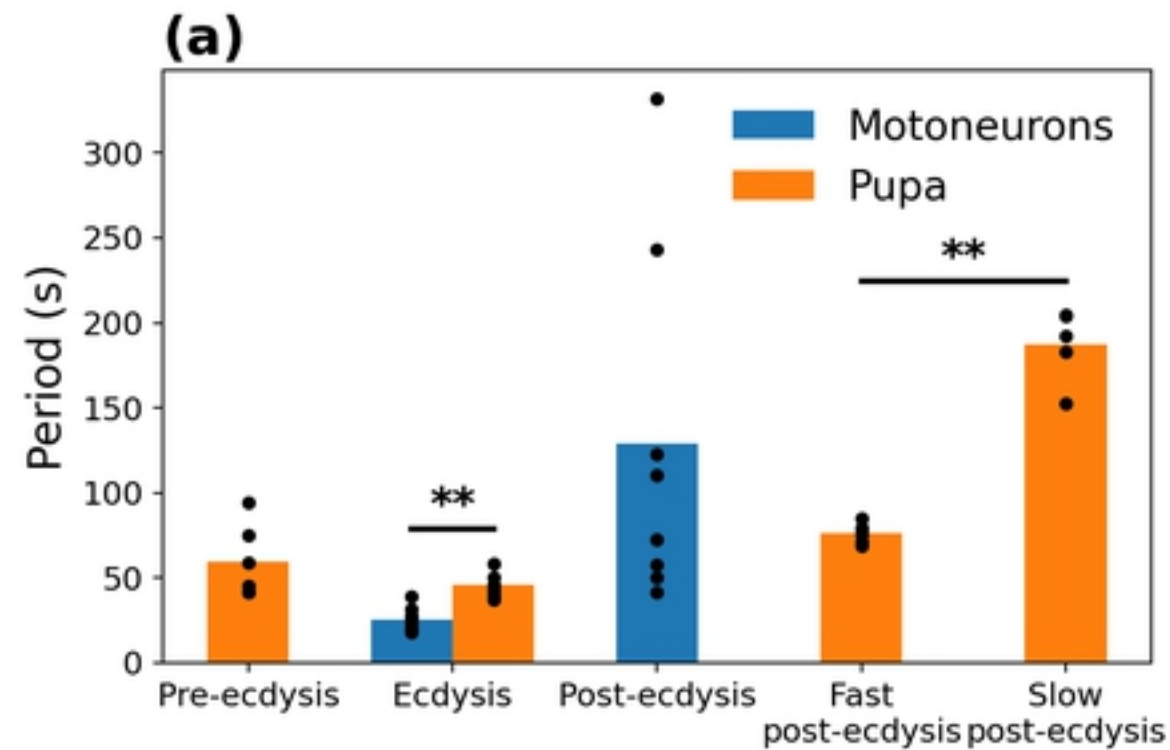 (a)
Motoneurons
Pupa
Period (s)
300
250
200
150
100
50
0
**
**
Pre-ecdysis
Ecdysis
Post-ecdysis
Fast
post-ecdysis
Slow
post-ecdysis